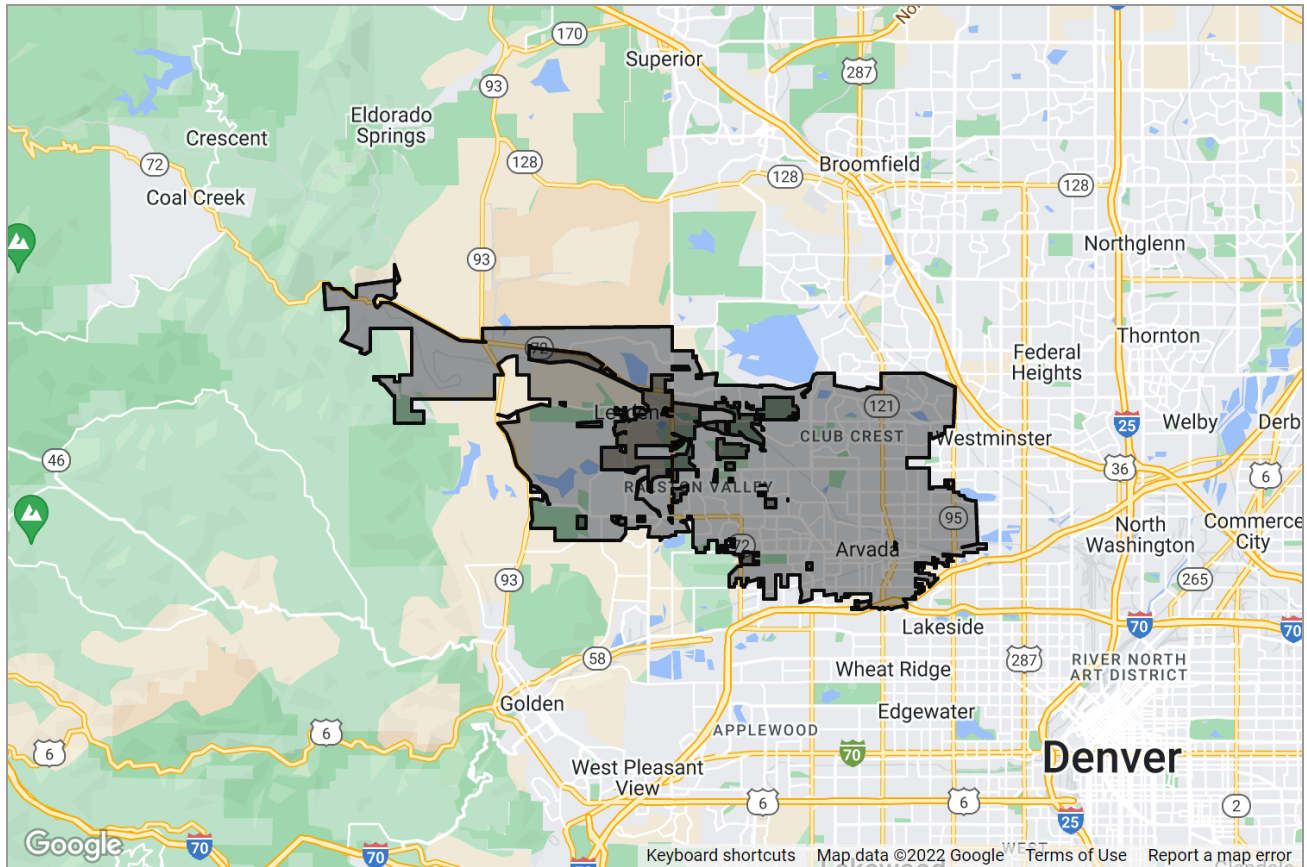 170
Superior
No
287
93
Eldorado
Springs
Crescent
72
128
Broomfield
128
128
Coal Creek
Northglenn
93
Thornton
72
Federal
Heights
121
Welby
Derb
25
CLUB CREST
Westminster
36
6
46
RALSTON VALLEY
95
North
Washington
Commerce
City
72
Arvada
93
265
70
70
Lakeside
58
287
RIVER NORTH
ART DISTRICT
Wheat Ridge
Golden
Edgewater
6
6
APPLEWOOD
70
Denver
West Pleasant
View
6
6
2
25
Google
70
70
Keyboard shortcuts
Map data ©2022 Google
Terms of Use
Report a map error